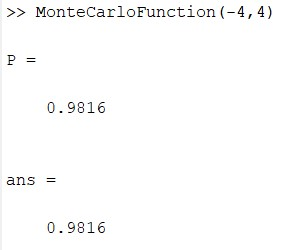 >> MonteCarloFunction(-4,4)
P =
0.9816
ans =
0.9816